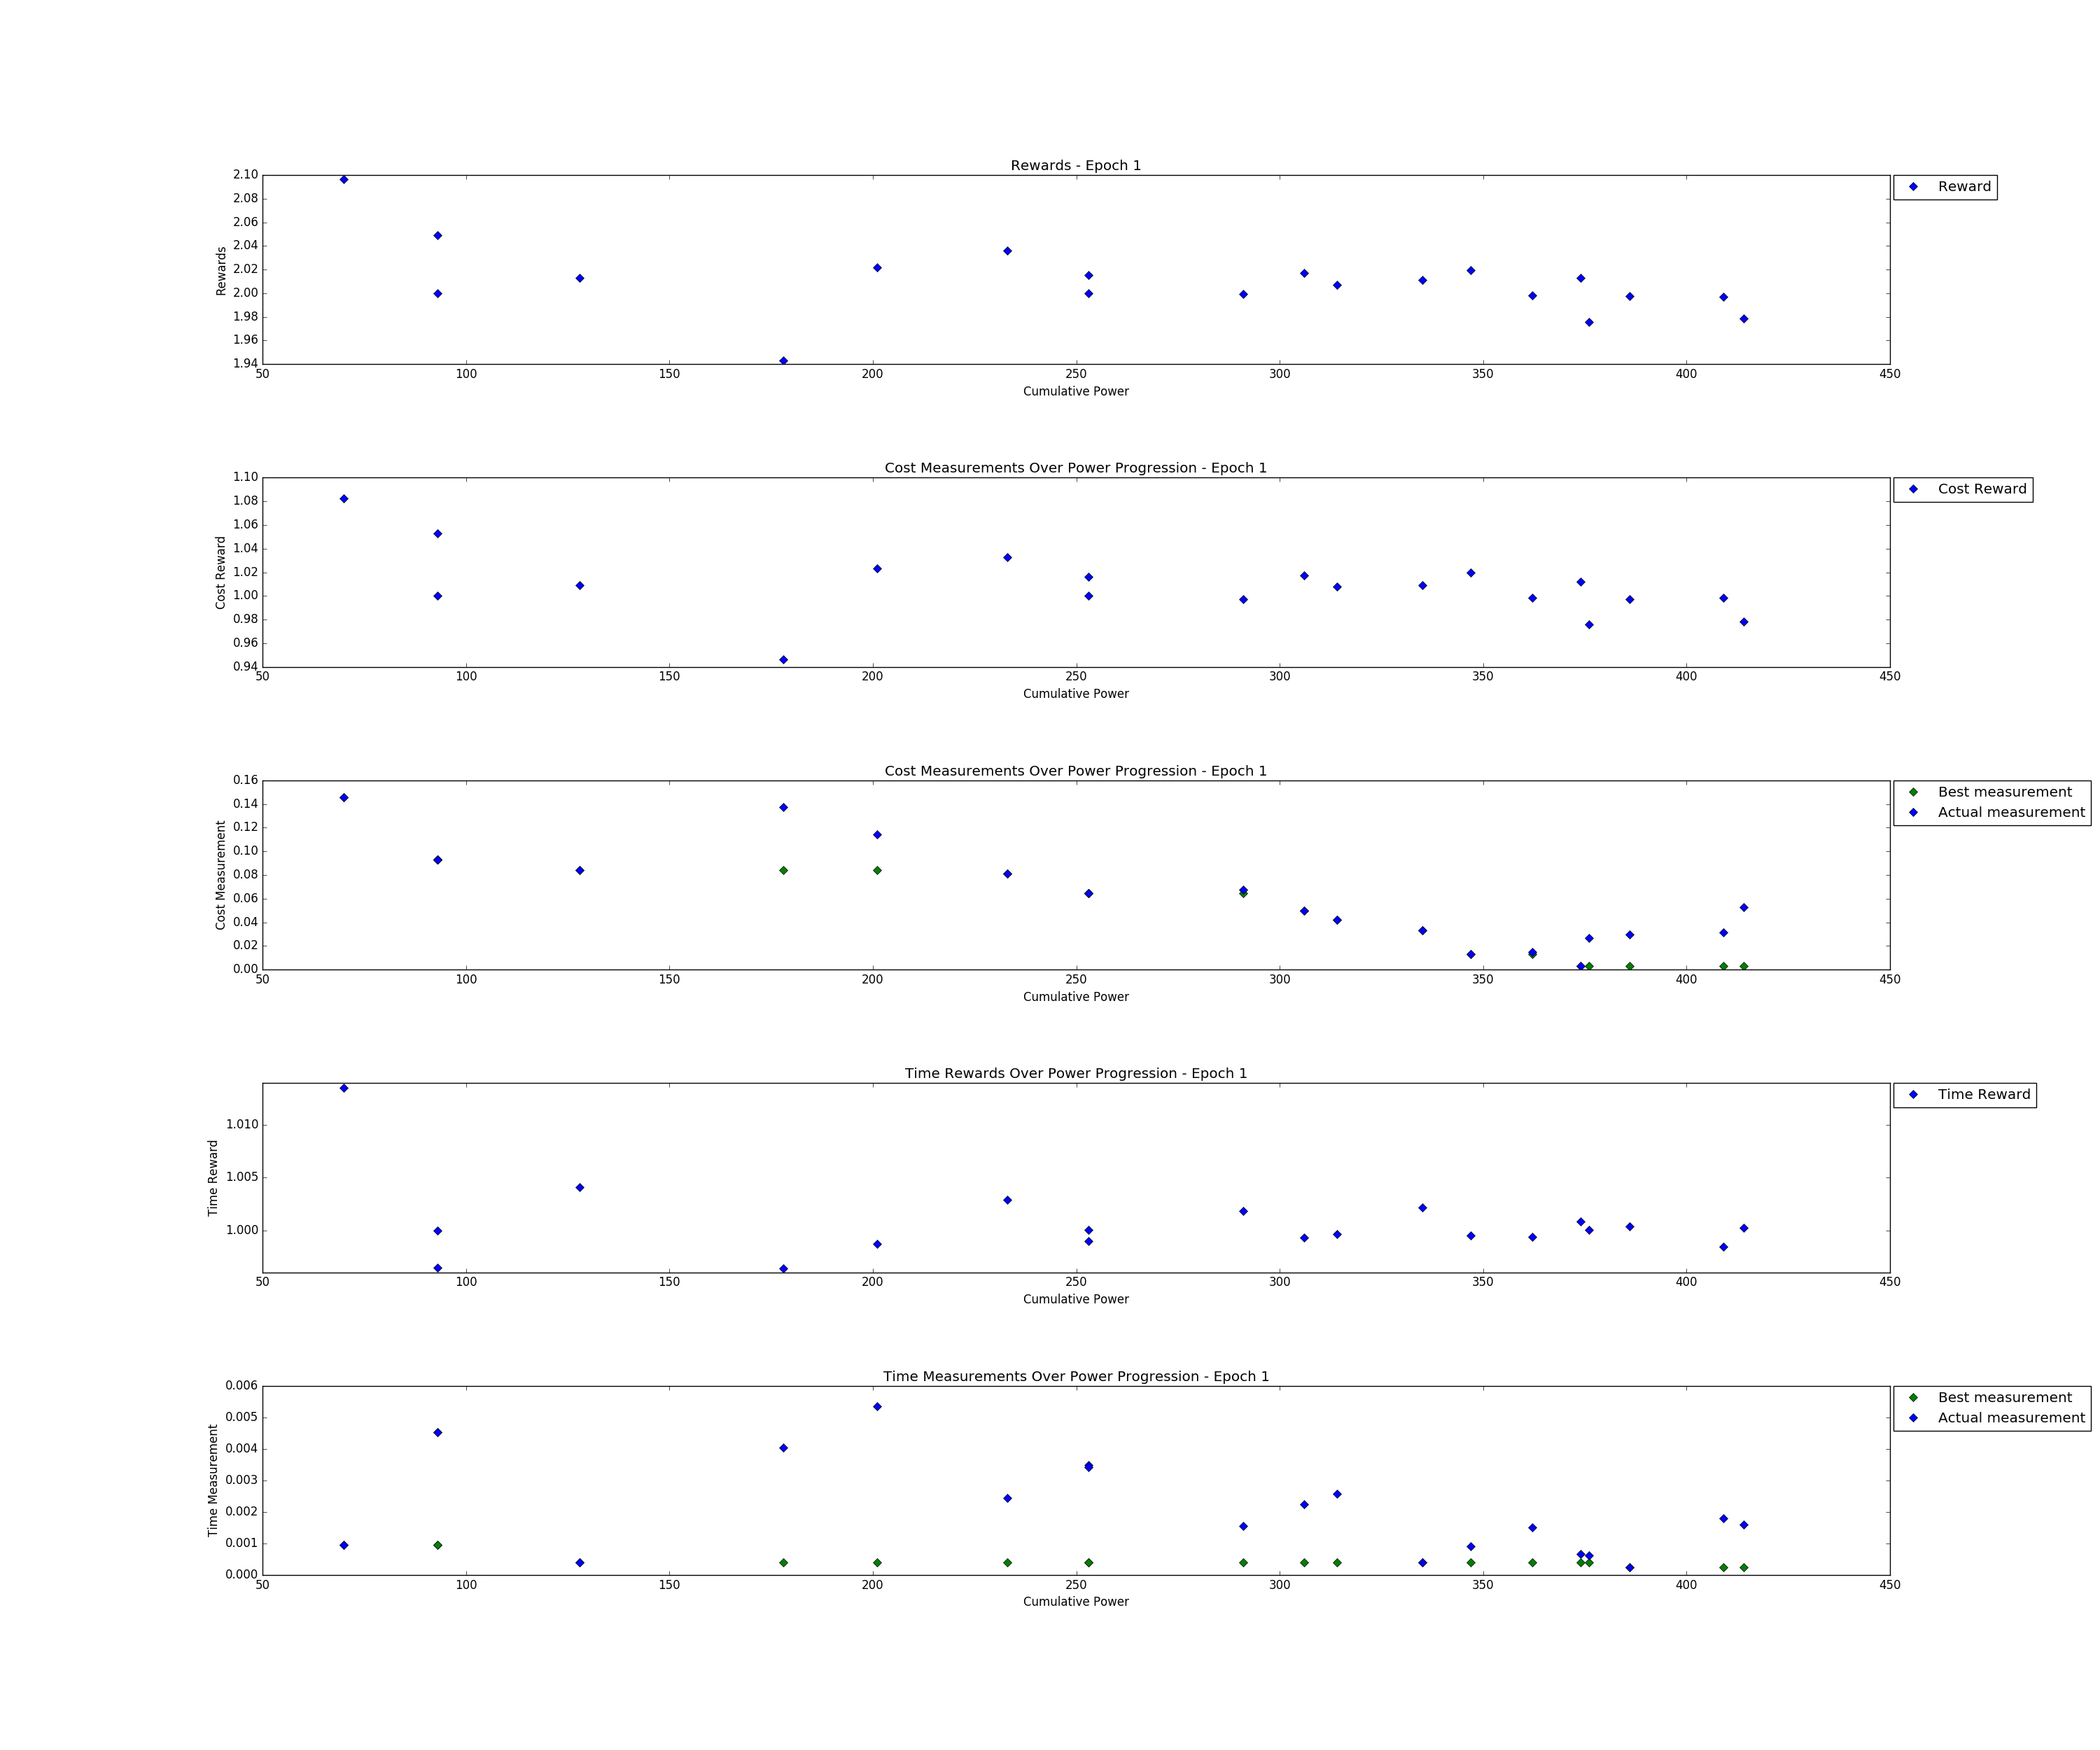 Rewards - Epoch 1
2.10
2.08
2.06
2.04
2.02
2.00
1.98
1.96
1.94
Rewards
50 100 150 200 250 300 350 400 450
Cumulative Power
Reward
Cost Measurements Over Power Progression - Epoch 1
1.10
1.08
1.06
1.04
1.02
1.00
0.98
0.96
0.94
Cost Reward
50 100 150 200 250 300 350 400 450
Cumulative Power
Cost Reward
Cost Measurements Over Power Progression - Epoch 1
0.16
0.14
0.12
0.10
0.08
0.06
0.04
0.02
0.00
Cost Measurement
50 100 150 200 250 300 350 400 450
Cumulative Power
Best measurement
Actual measurement
Time Rewards Over Power Progression - Epoch 1
1.010
1.005
1.000
Time Reward
50 100 150 200 250 300 350 400 450
Cumulative Power
Time Reward
Time Measurements Over Power Progression - Epoch 1
0.006
0.005
0.004
0.003
0.002
0.001
0.000
Time Measurement
50 100 150 200 250 300 350 400 450
Cumulative Power
Best measurement
Actual measurement